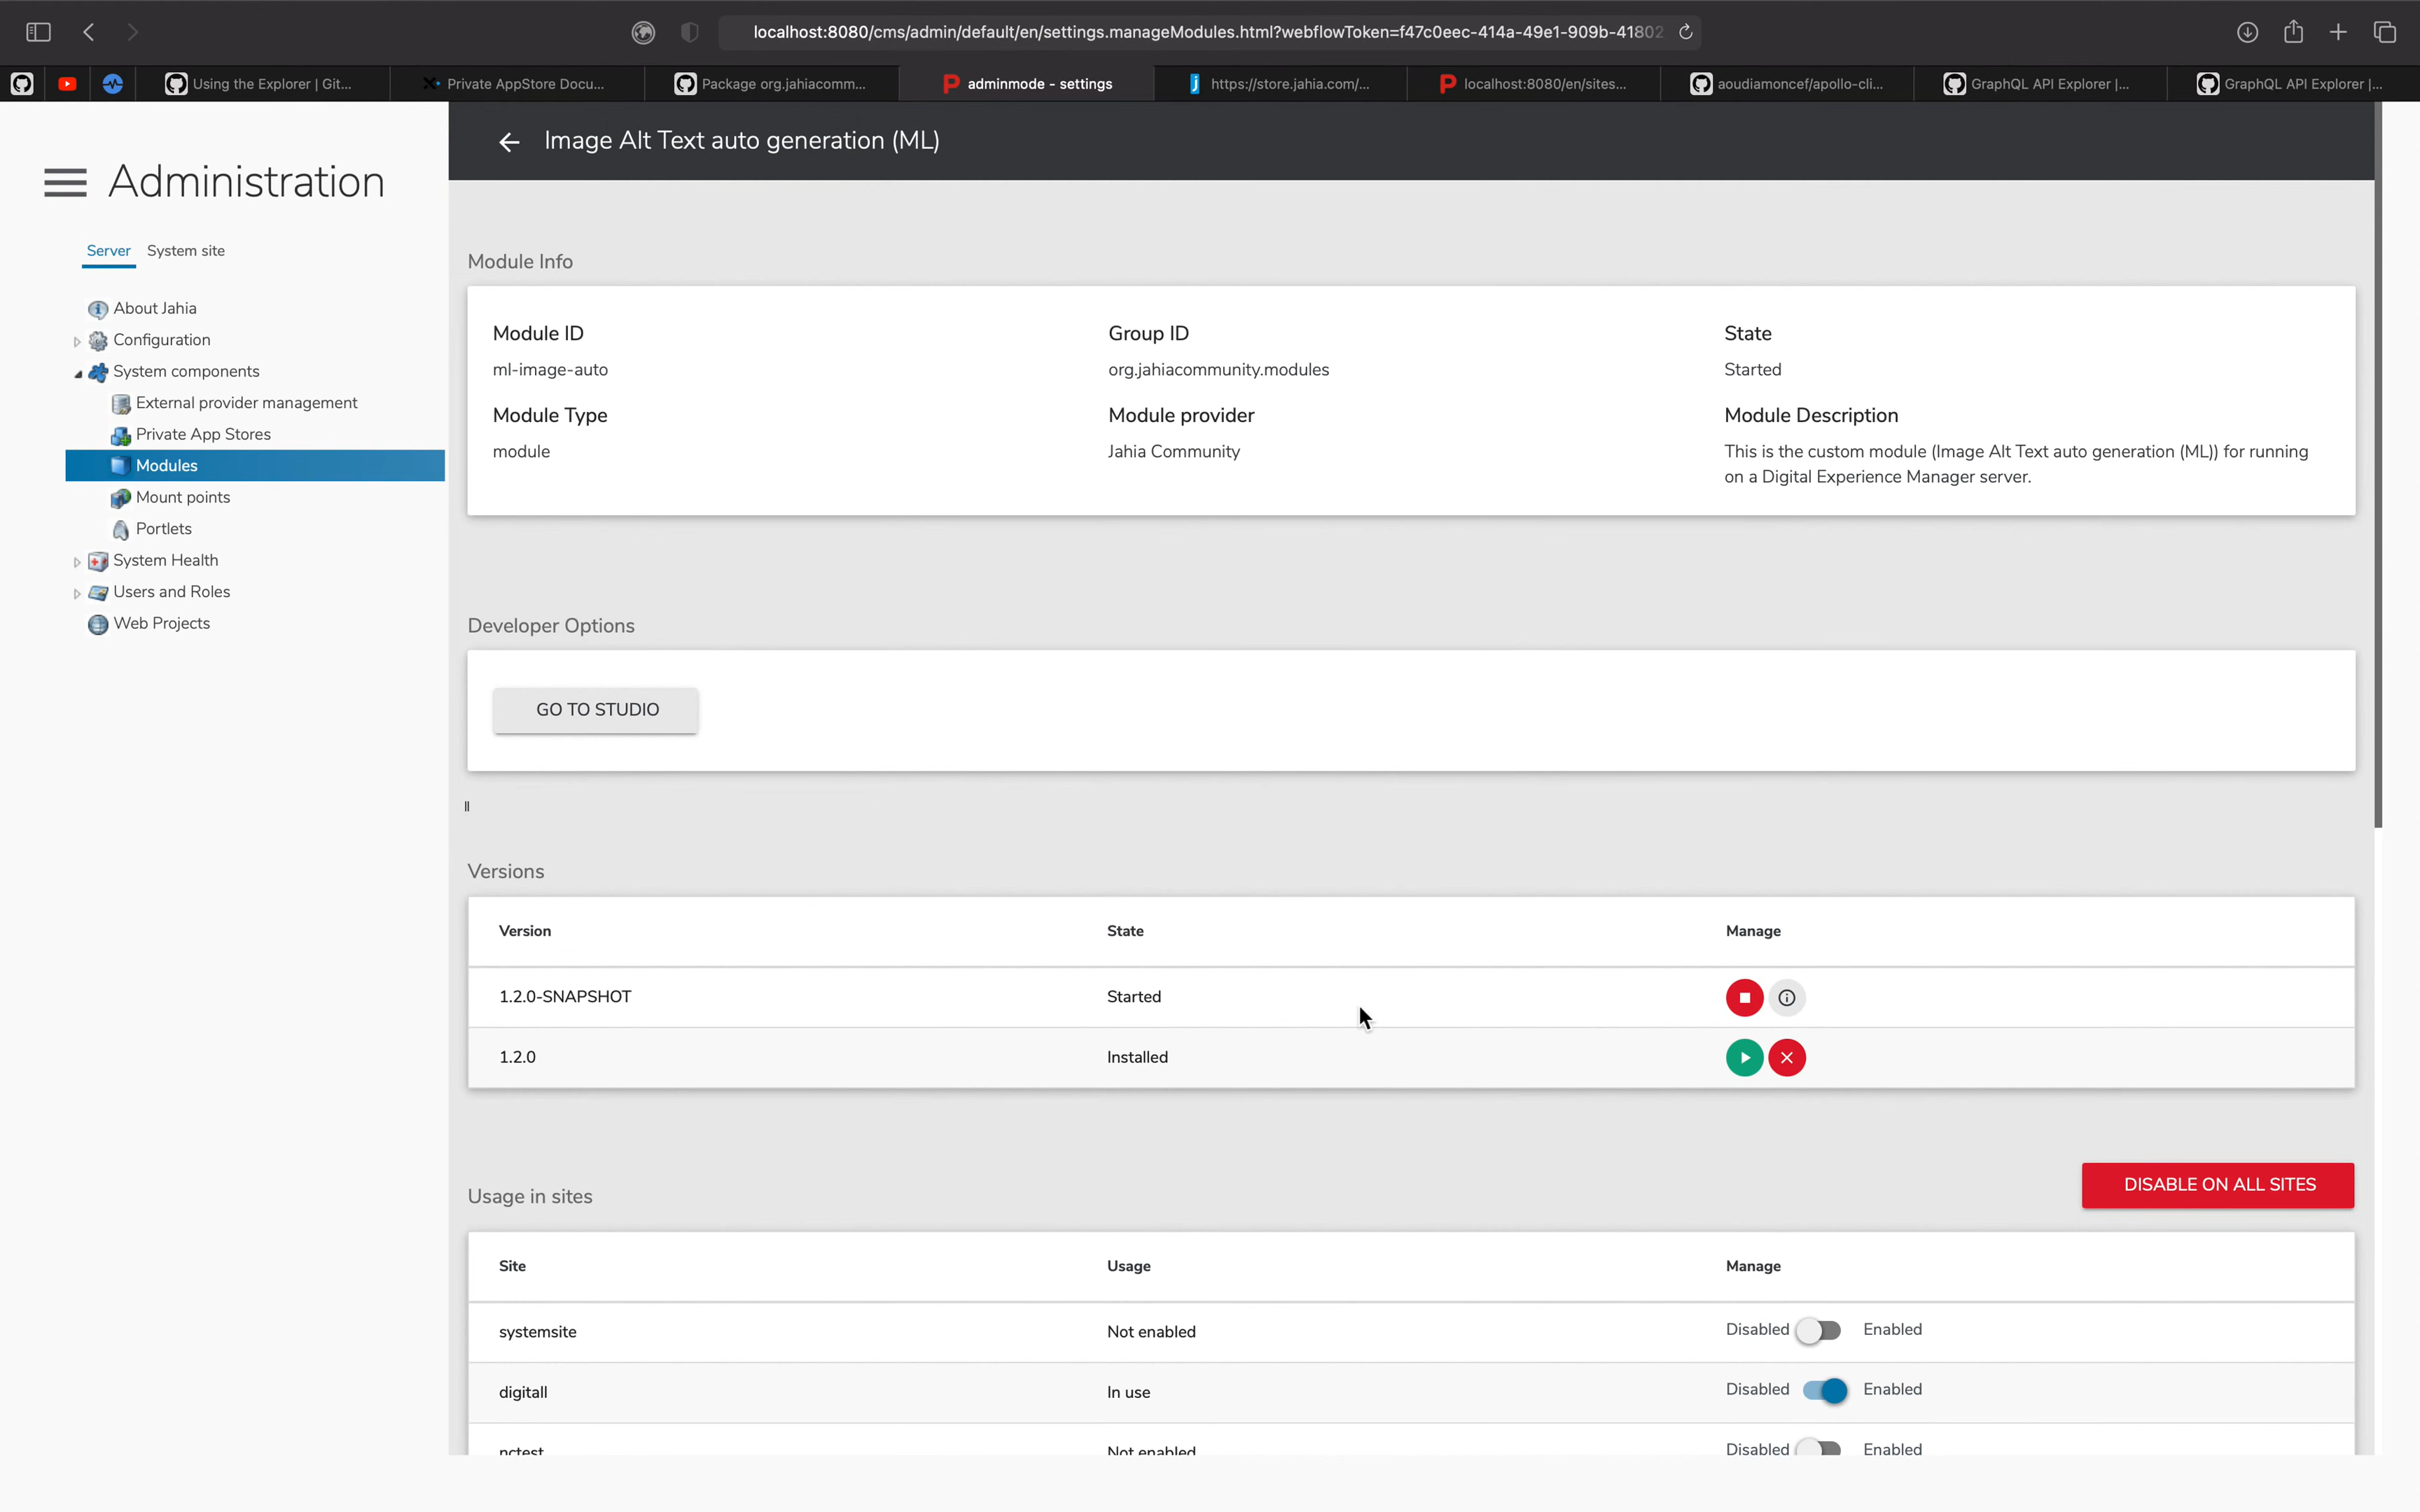 localhost:8080/cms/admin/default/en/settings.manageModules.html?webflowToken=f47c0eec-414a-49e1-909b-41802
Using the Explorer | Git...
Private AppStore Docu...
Package org.jahiacomm...
adminmode - settings
https://store.jahia.com/...
localhost:8080/en/sites...
aoudiamoncef/apollo-cli...
GraphQL API Explorer |...
GraphQL API Explorer |...
Image Alt Text auto generation (ML)
Administration
Server System site
About Jahia
Configuration
System components
External provider management
Private App Stores
Modules
Mount points
Portlets
System Health
Users and Roles
Web Projects
Module Info
Module ID
ml-image-auto
Group ID
org.jahiacommunity.modules
State
Started
Module Type
module
Module provider
Jahia Community
Module Description
This is the custom module (Image Alt Text auto generation (ML)) for running
on a Digital Experience Manager server.
Developer Options
GO TO STUDIO
||
Versions
Version State Manage
1.2.0-SNAPSHOT Started
1.2.0 Installed
Usage in sites
DISABLE ON ALL SITES
Site Usage Manage
systemsite Not enabled Disabled Enabled
digitall In use Disabled Enabled
nctest Not enabled Disabled Enabled